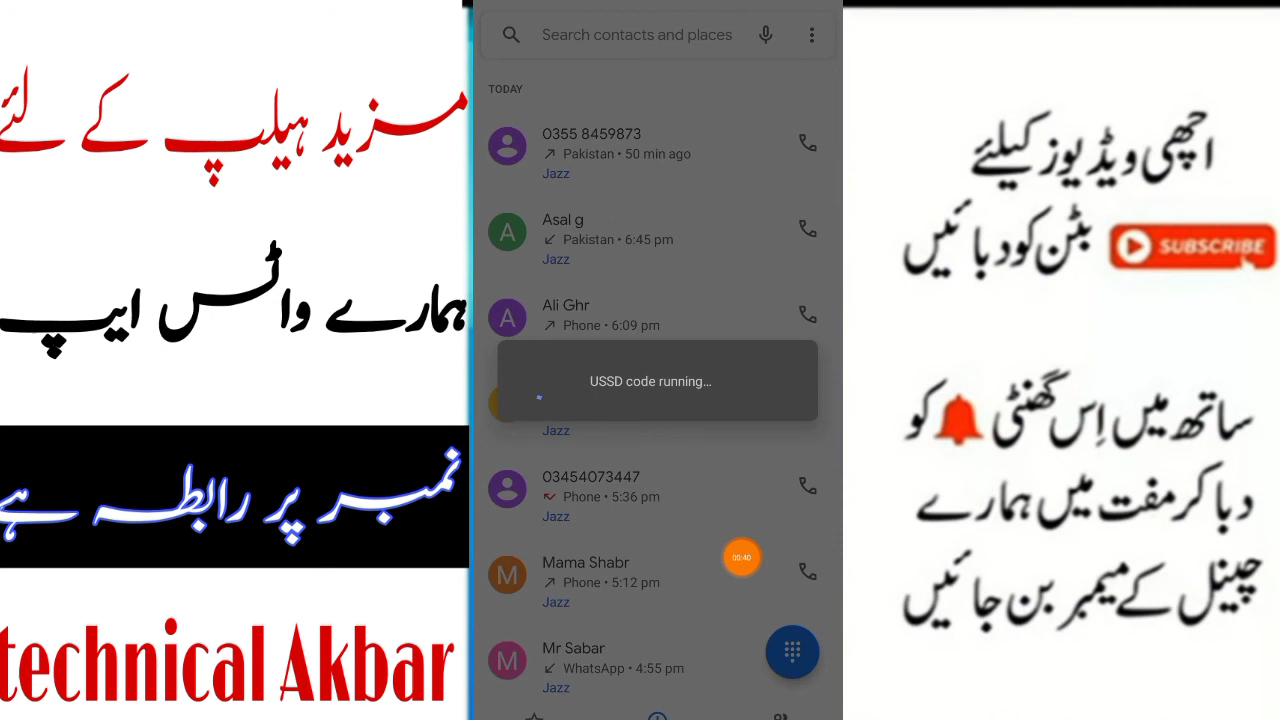 مزید ہیلپ کے لئے
ہمارے واٹس ایپ
نمبر پر رابطہ ہے
technical Akbar
Search contacts and places
TODAY
0355 8459873
Pakistan • 50 min ago
Jazz
Asal g
A
Pakistan • 6:45 pm
Jazz
Ali Ghr
A
Phone • 6:09 pm
USSD code running...
Jazz
03454073447
Phone • 5:36 pm
Jazz
00:40
Mama Shabr
M
Phone • 5:12 pm
Jazz
Mr Sabar
M
WhatsApp • 4:55 pm
Jazz
اچھی ویڈیوز کیلئے
SUBSCRIBE بٹن کو دبائیں
ساتھ میں اِس گھنٹی کو
دبا کر مفت میں ہمارے
چینل کے میمبر بن جائیں